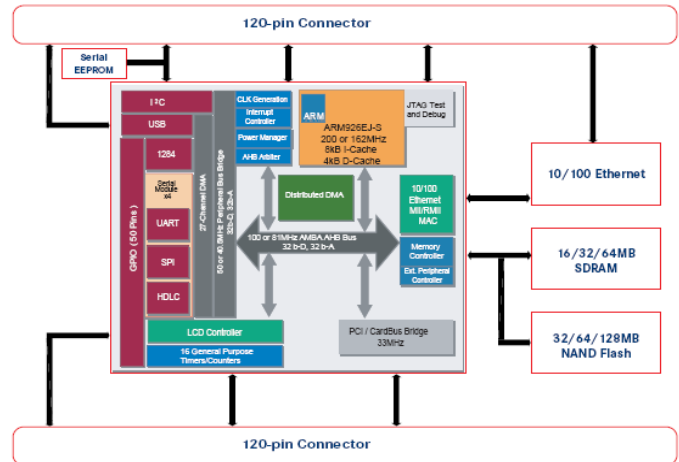 120-pin Connector
Serial
EEPROM
I²C
USB
1284
Serial
Module
x4
UART
SPI
HDLC
GPIO (50 Pins)
27-Channel DMA
50 or 40.5MHz Peripheral Bus Bridge
32b-D, 32b-A
CLK Generation
Interrupt
Controller
Power Manager
AHB Arbiter
ARM
ARM926EJ-S
200 or 162MHz
8kB I-Cache
4kB D-Cache
JTAG Test
and Debug
Distributed DMA
10/100
Ethernet
MII/RMII
MAC
100 or 81MHz AMBA AHB Bus
32 b-D, 32 b-A
Memory
Controller
Ext. Peripheral
Controller
LCD Controller
16 General Purpose
Timers/Counters
PCI / CardBus Bridge
33MHz
10/100 Ethernet
16/32/64MB
SDRAM
32/64/128MB
NAND Flash
120-pin Connector